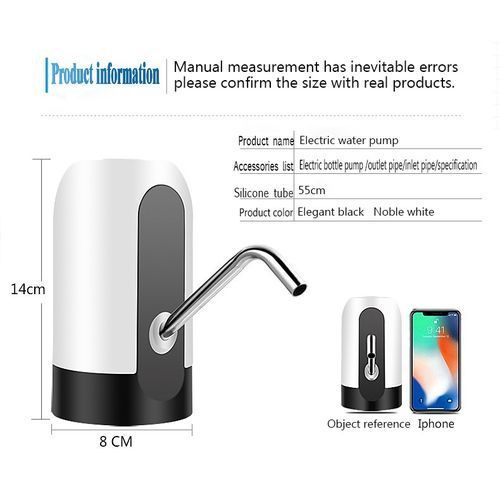 Product information
Manual measurement has inevitable errors
please confirm the size with real products.
Product name Electric water pump
Accessories list Electric bottle pump /outlet pipe/inlet pipe/specification
Silicone tube 55cm
Product color Elegant black Noble white
14cm
8 CM
9:41
Object reference Iphone